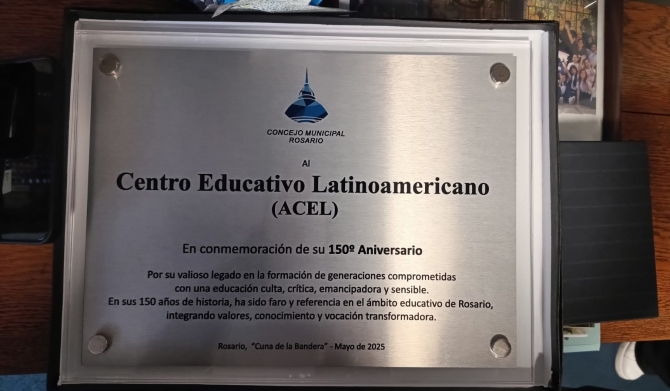 CONCEJO MUNICIPAL
ROSARIO
Al
Centro Educativo Latinoamericano
(ACEL)
En conmemoración de su 150º Aniversario
Por su valioso legado en la formación de generaciones comprometidas
con una educación culta, crítica, emancipadora y sensible.
En sus 150 años de historia, ha sido faro y referencia en el ámbito educativo de Rosario,
integrando valores, conocimiento y vocación transformadora.
Rosario, "Cuna de la Bandera" - Mayo de 2025